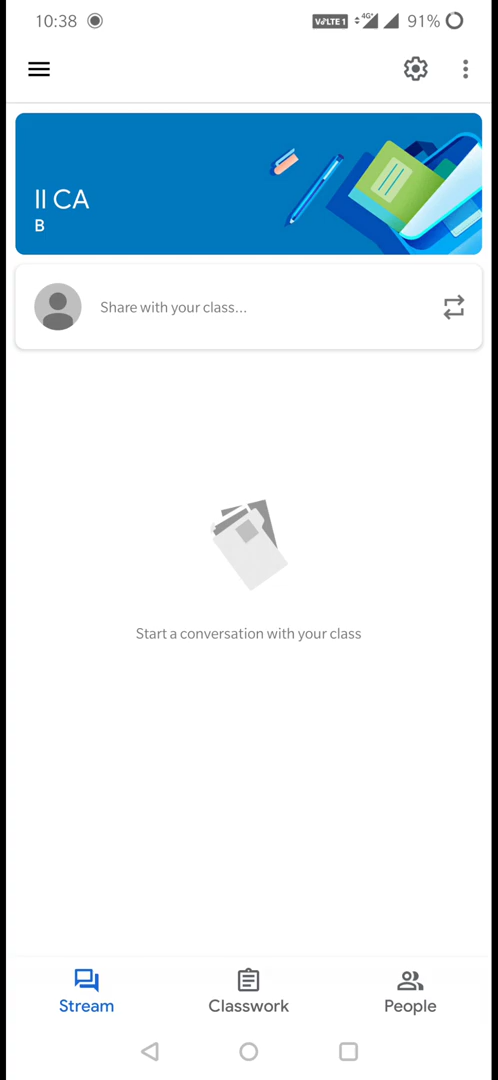 10:38
VoLTE 1 4G+ 91%
II CA
B
Share with your class...
Start a conversation with your class
Stream Classwork People